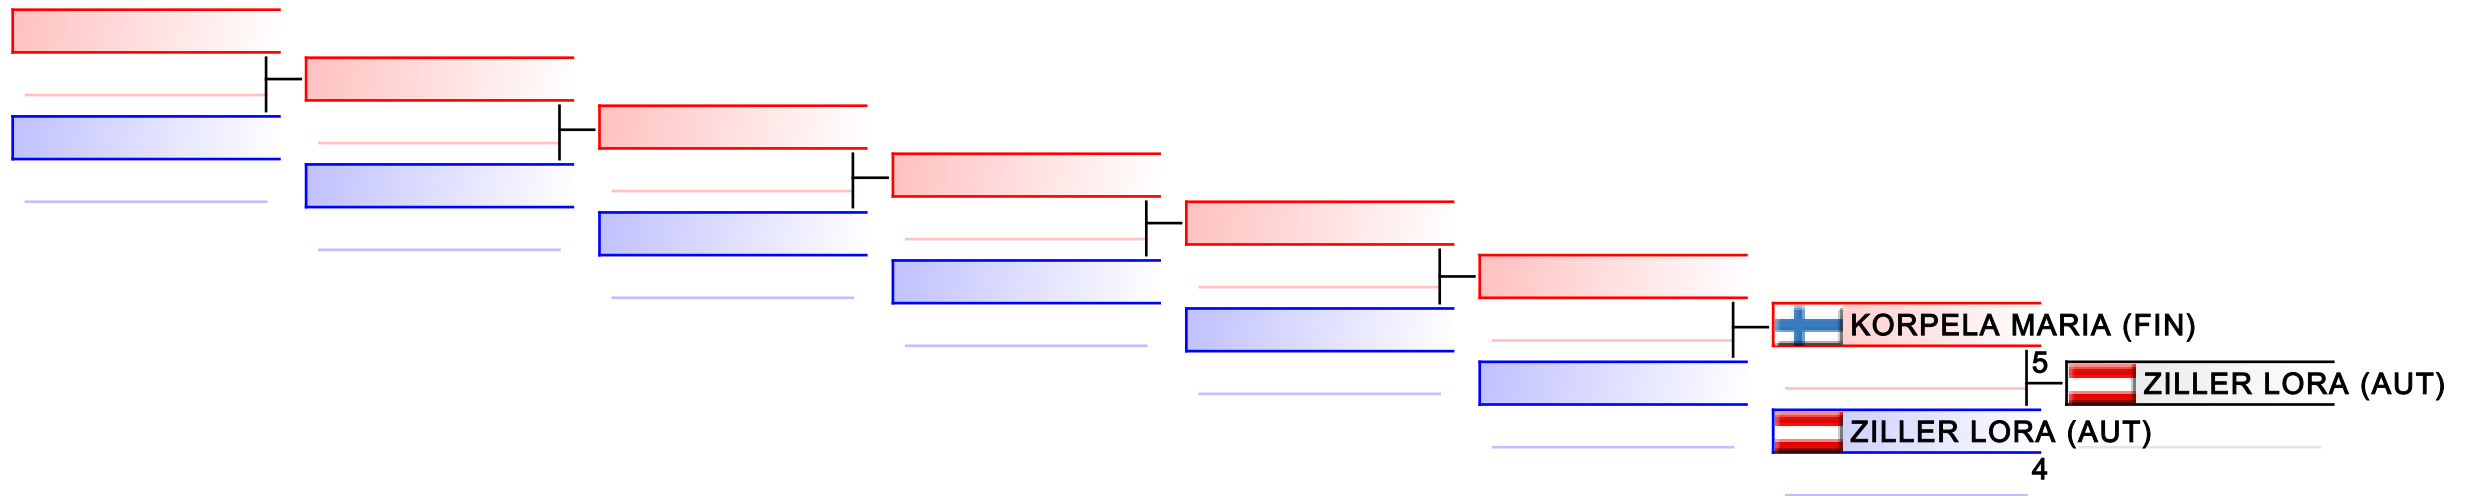 KORPELA MARIA (FIN)
5
ZILLER LORA (AUT)
ZILLER LORA (AUT)
4